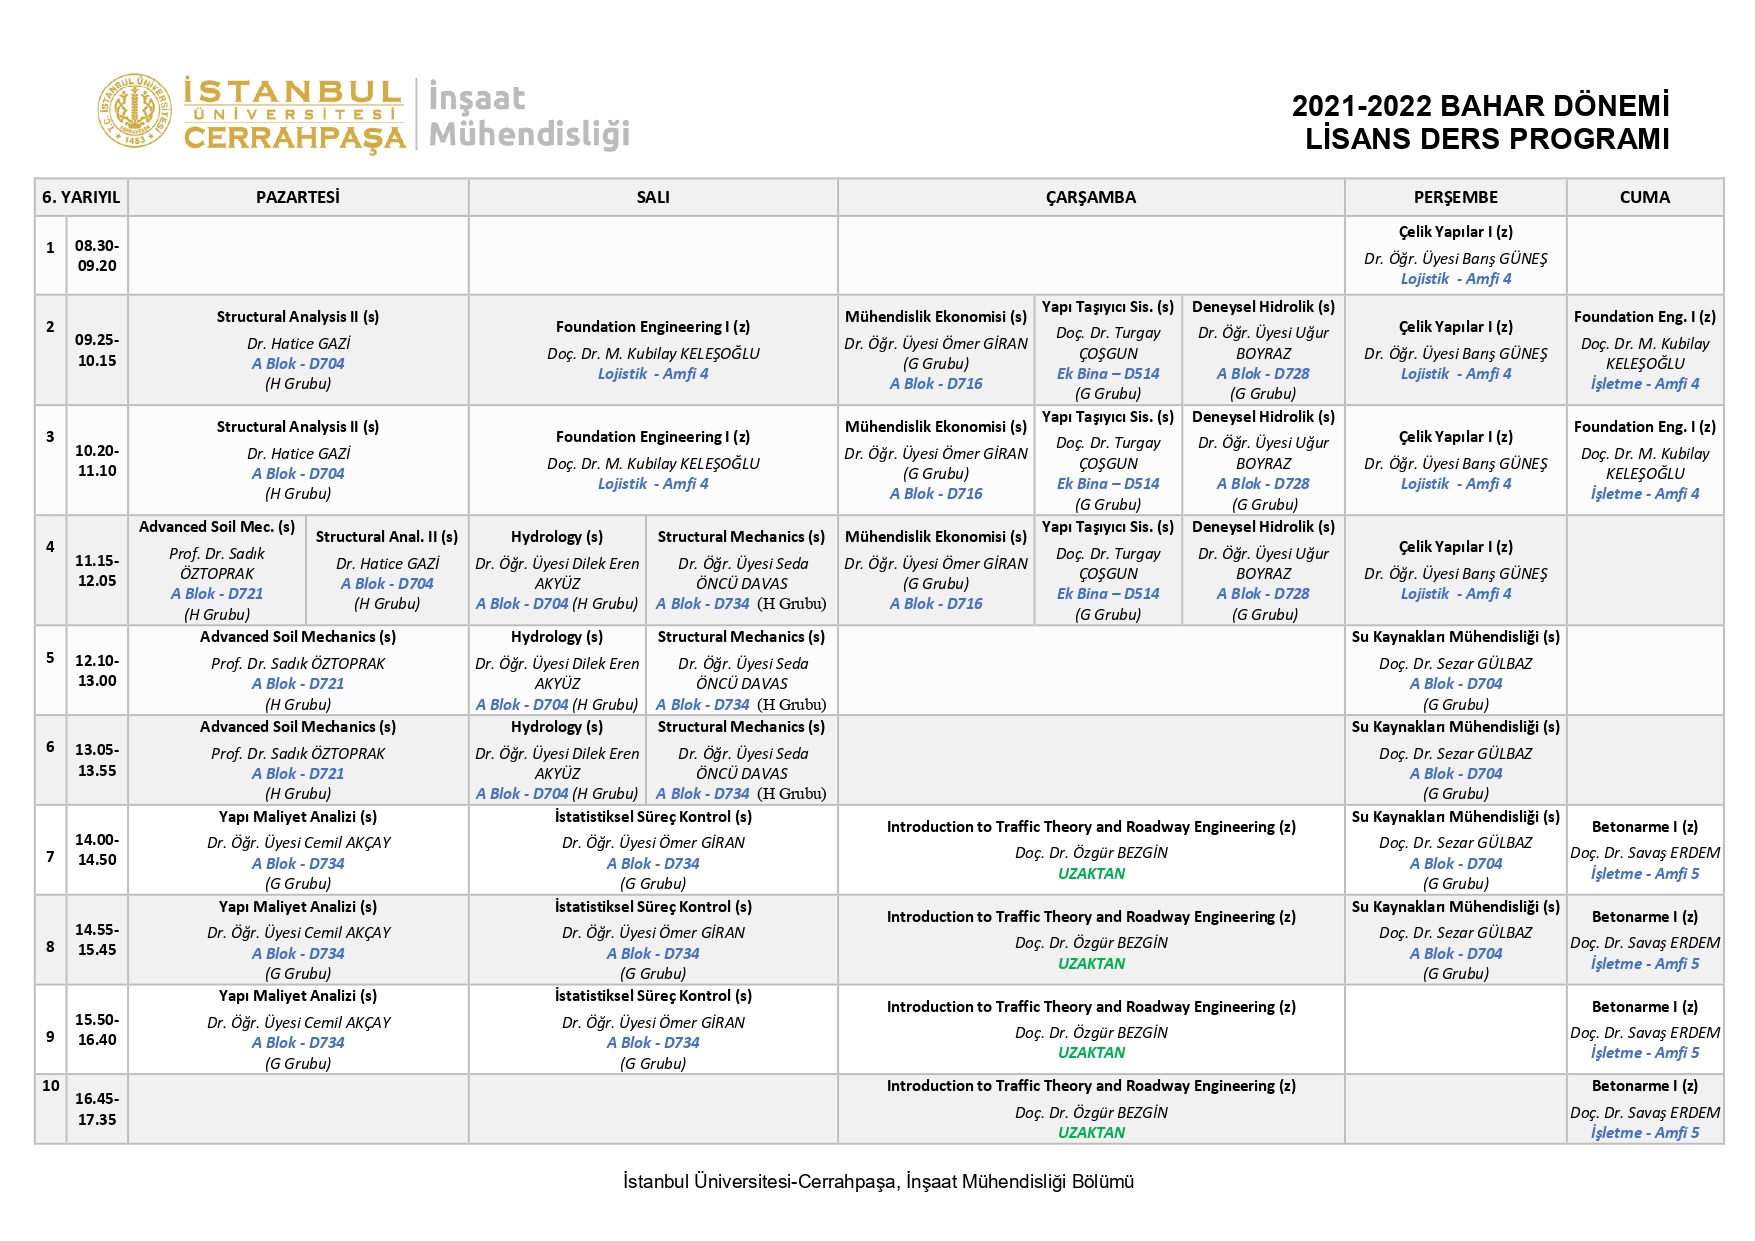 İSTANBUL
ÜNİVERSİTESİ
CERRAHPAŞA
İnşaat
Mühendisliği
T.C. İSTANBUL ÜNİVERSİTESİ
1453
2021-2022 BAHAR DÖNEMİ
LİSANS DERS PROGRAMI
6. YARIYIL PAZARTESİ SALI ÇARŞAMBA PERŞEMBE CUMA
1
08.30-
09.20
Çelik Yapılar I (z)
Dr. Öğr. Üyesi Barış GÜNEŞ
Lojistik - Amfi 4
2
09.25-
10.15
Structural Analysis II (s)
Dr. Hatice GAZİ
A Blok - D704
(H Grubu)
Foundation Engineering I (z)
Doç. Dr. M. Kubilay KELEŞOĞLU
Lojistik - Amfi 4
Mühendislik Ekonomisi (s)
Dr. Öğr. Üyesi Ömer GİRAN
(G Grubu)
A Blok - D716
Yapı Taşıyıcı Sis. (s)
Doç. Dr. Turgay
ÇOŞGUN
Ek Bina – D514
(G Grubu)
Deneysel Hidrolik (s)
Dr. Öğr. Üyesi Uğur
BOYRAZ
A Blok - D728
(G Grubu)
Çelik Yapılar I (z)
Dr. Öğr. Üyesi Barış GÜNEŞ
Lojistik - Amfi 4
Foundation Eng. I (z)
Doç. Dr. M. Kubilay
KELEŞOĞLU
İşletme - Amfi 4
3
10.20-
11.10
Structural Analysis II (s)
Dr. Hatice GAZİ
A Blok - D704
(H Grubu)
Foundation Engineering I (z)
Doç. Dr. M. Kubilay KELEŞOĞLU
Lojistik - Amfi 4
Mühendislik Ekonomisi (s)
Dr. Öğr. Üyesi Ömer GİRAN
(G Grubu)
A Blok - D716
Yapı Taşıyıcı Sis. (s)
Doç. Dr. Turgay
ÇOŞGUN
Ek Bina – D514
(G Grubu)
Deneysel Hidrolik (s)
Dr. Öğr. Üyesi Uğur
BOYRAZ
A Blok - D728
(G Grubu)
Çelik Yapılar I (z)
Dr. Öğr. Üyesi Barış GÜNEŞ
Lojistik - Amfi 4
Foundation Eng. I (z)
Doç. Dr. M. Kubilay
KELEŞOĞLU
İşletme - Amfi 4
4
11.15-
12.05
Advanced Soil Mec. (s)
Prof. Dr. Sadık
ÖZTOPRAK
A Blok - D721
(H Grubu)
Structural Anal. II (s)
Dr. Hatice GAZİ
A Blok - D704
(H Grubu)
Hydrology (s)
Dr. Öğr. Üyesi Dilek Eren
AKYÜZ
A Blok - D704 (H Grubu)
Structural Mechanics (s)
Dr. Öğr. Üyesi Seda
ÖNCÜ DAVAS
A Blok - D734 (H Grubu)
Mühendislik Ekonomisi (s)
Dr. Öğr. Üyesi Ömer GİRAN
(G Grubu)
A Blok - D716
Yapı Taşıyıcı Sis. (s)
Doç. Dr. Turgay
ÇOŞGUN
Ek Bina – D514
(G Grubu)
Deneysel Hidrolik (s)
Dr. Öğr. Üyesi Uğur
BOYRAZ
A Blok - D728
(G Grubu)
Çelik Yapılar I (z)
Dr. Öğr. Üyesi Barış GÜNEŞ
Lojistik - Amfi 4
5
12.10-
13.00
Advanced Soil Mechanics (s)
Prof. Dr. Sadık ÖZTOPRAK
A Blok - D721
(H Grubu)
Hydrology (s)
Dr. Öğr. Üyesi Dilek Eren
AKYÜZ
A Blok - D704 (H Grubu)
Structural Mechanics (s)
Dr. Öğr. Üyesi Seda
ÖNCÜ DAVAS
A Blok - D734 (H Grubu)
Su Kaynakları Mühendisliği (s)
Doç. Dr. Sezar GÜLBAZ
A Blok - D704
(G Grubu)
6
13.05-
13.55
Advanced Soil Mechanics (s)
Prof. Dr. Sadık ÖZTOPRAK
A Blok - D721
(H Grubu)
Hydrology (s)
Dr. Öğr. Üyesi Dilek Eren
AKYÜZ
A Blok - D704 (H Grubu)
Structural Mechanics (s)
Dr. Öğr. Üyesi Seda
ÖNCÜ DAVAS
A Blok - D734 (H Grubu)
Su Kaynakları Mühendisliği (s)
Doç. Dr. Sezar GÜLBAZ
A Blok - D704
(G Grubu)
7
14.00-
14.50
Yapı Maliyet Analizi (s)
Dr. Öğr. Üyesi Cemil AKÇAY
A Blok - D734
(G Grubu)
İstatistiksel Süreç Kontrol (s)
Dr. Öğr. Üyesi Ömer GİRAN
A Blok - D734
(G Grubu)
Introduction to Traffic Theory and Roadway Engineering (z)
Doç. Dr. Özgür BEZGİN
UZAKTAN
Su Kaynakları Mühendisliği (s)
Doç. Dr. Sezar GÜLBAZ
A Blok - D704
(G Grubu)
Betonarme I (z)
Doç. Dr. Savaş ERDEM
İşletme - Amfi 5
8
14.55-
15.45
Yapı Maliyet Analizi (s)
Dr. Öğr. Üyesi Cemil AKÇAY
A Blok - D734
(G Grubu)
İstatistiksel Süreç Kontrol (s)
Dr. Öğr. Üyesi Ömer GİRAN
A Blok - D734
(G Grubu)
Introduction to Traffic Theory and Roadway Engineering (z)
Doç. Dr. Özgür BEZGİN
UZAKTAN
Su Kaynakları Mühendisliği (s)
Doç. Dr. Sezar GÜLBAZ
A Blok - D704
(G Grubu)
Betonarme I (z)
Doç. Dr. Savaş ERDEM
İşletme - Amfi 5
9
15.50-
16.40
Yapı Maliyet Analizi (s)
Dr. Öğr. Üyesi Cemil AKÇAY
A Blok - D734
(G Grubu)
İstatistiksel Süreç Kontrol (s)
Dr. Öğr. Üyesi Ömer GİRAN
A Blok - D734
(G Grubu)
Introduction to Traffic Theory and Roadway Engineering (z)
Doç. Dr. Özgür BEZGİN
UZAKTAN
Betonarme I (z)
Doç. Dr. Savaş ERDEM
İşletme - Amfi 5
10
16.45-
17.35
Introduction to Traffic Theory and Roadway Engineering (z)
Doç. Dr. Özgür BEZGİN
UZAKTAN
Betonarme I (z)
Doç. Dr. Savaş ERDEM
İşletme - Amfi 5
İstanbul Üniversitesi-Cerrahpaşa, İnşaat Mühendisliği Bölümü